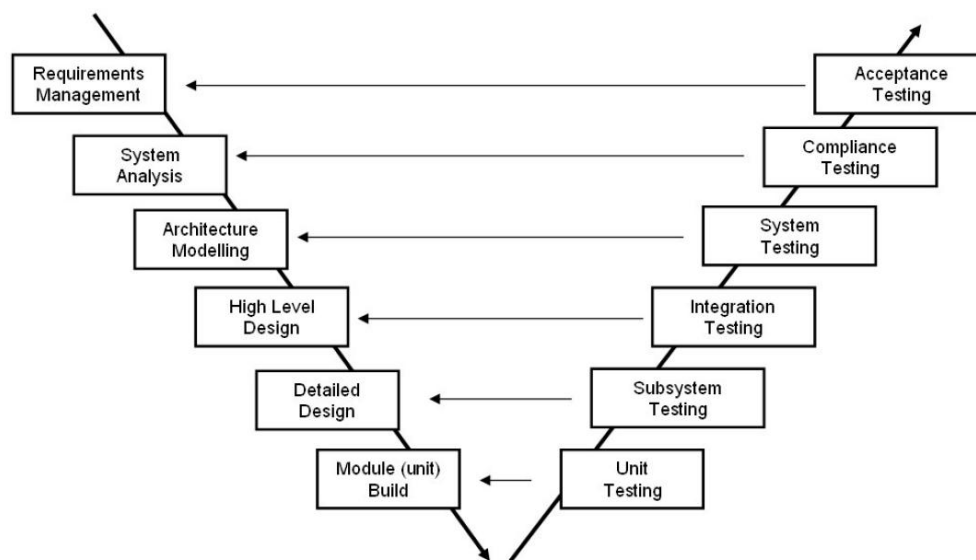 Requirements
Management
Acceptance
Testing
System
Analysis
Compliance
Testing
Architecture
Modelling
System
Testing
High Level
Design
Integration
Testing
Detailed
Design
Subsystem
Testing
Module (unit)
Build
Unit
Testing